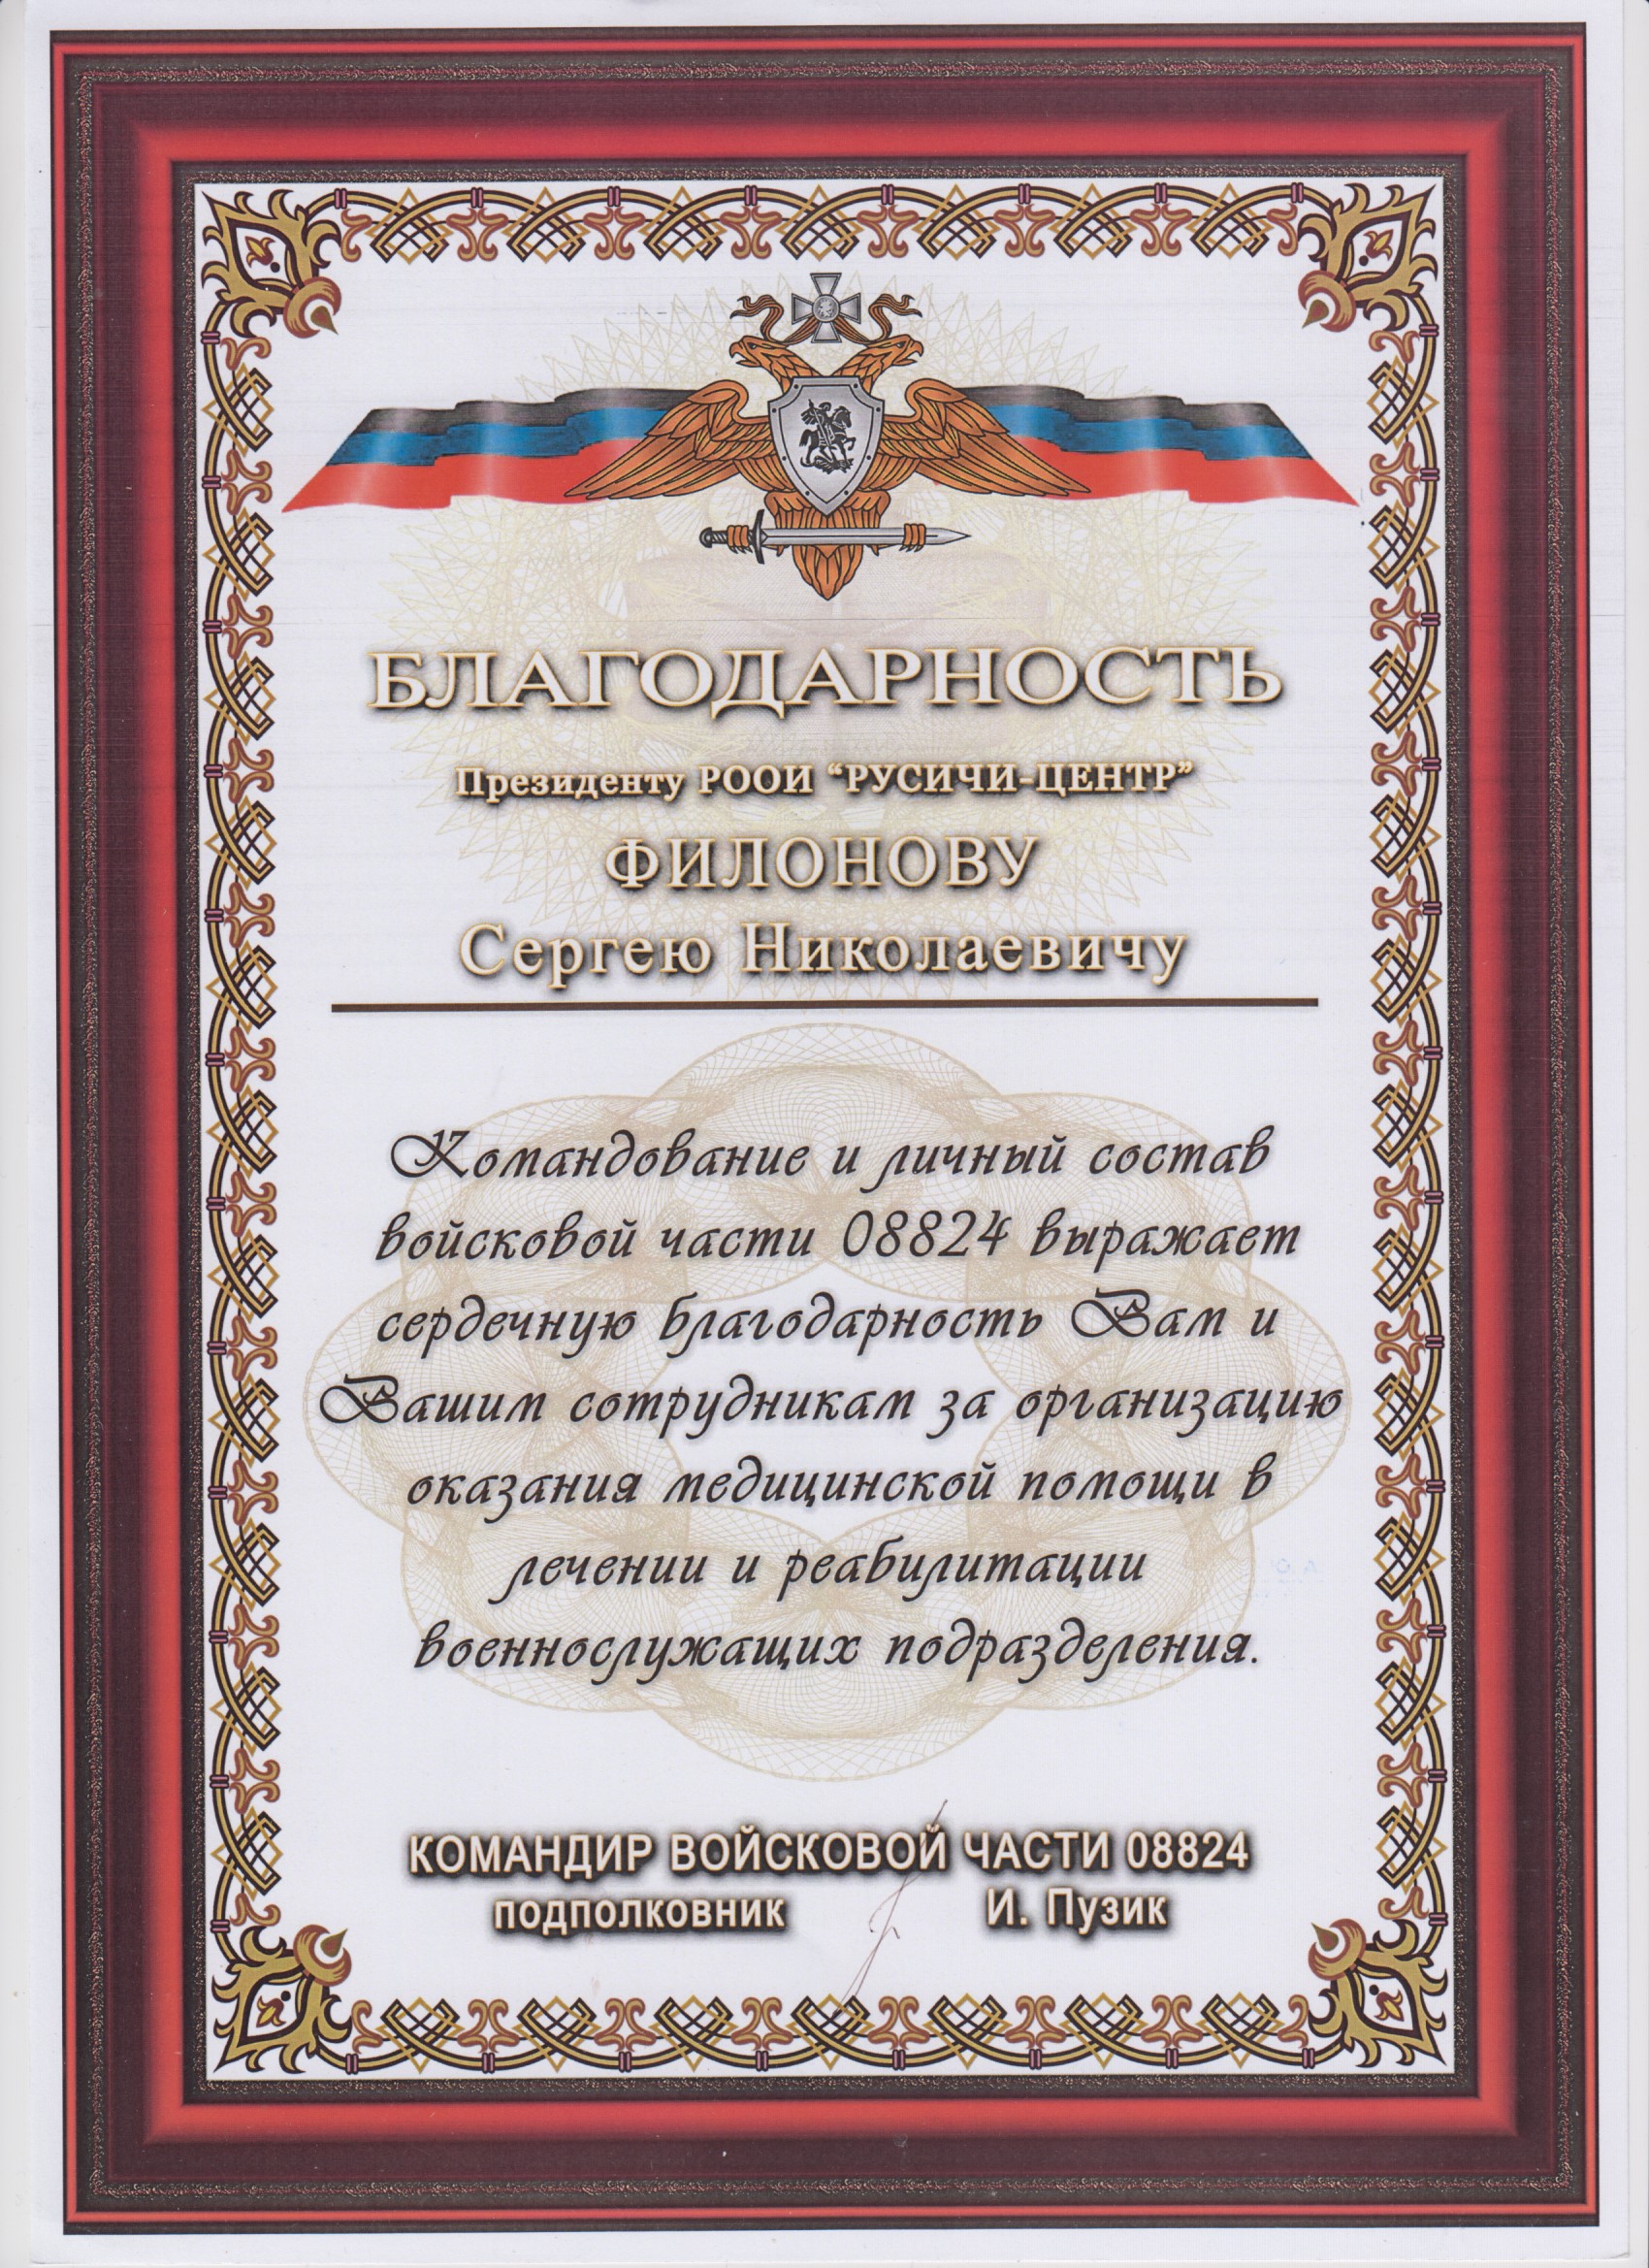 БЛАГОДАРНОСТЬ
Президенту РООИ “РУСИЧИ-ЦЕНТР”
ФИЛОНОВУ
Сергею Николаевичу
Командование и личный состав
войсковой части 08824 выражает
сердечную благодарность Вам и
Вашим сотрудникам за организацию
оказания медицинской помощи в
лечении и реабилитации
военнослужащих подразделения.
КОМАНДИР ВОЙСКОВОЙ ЧАСТИ 08824
подполковник И. Пузик